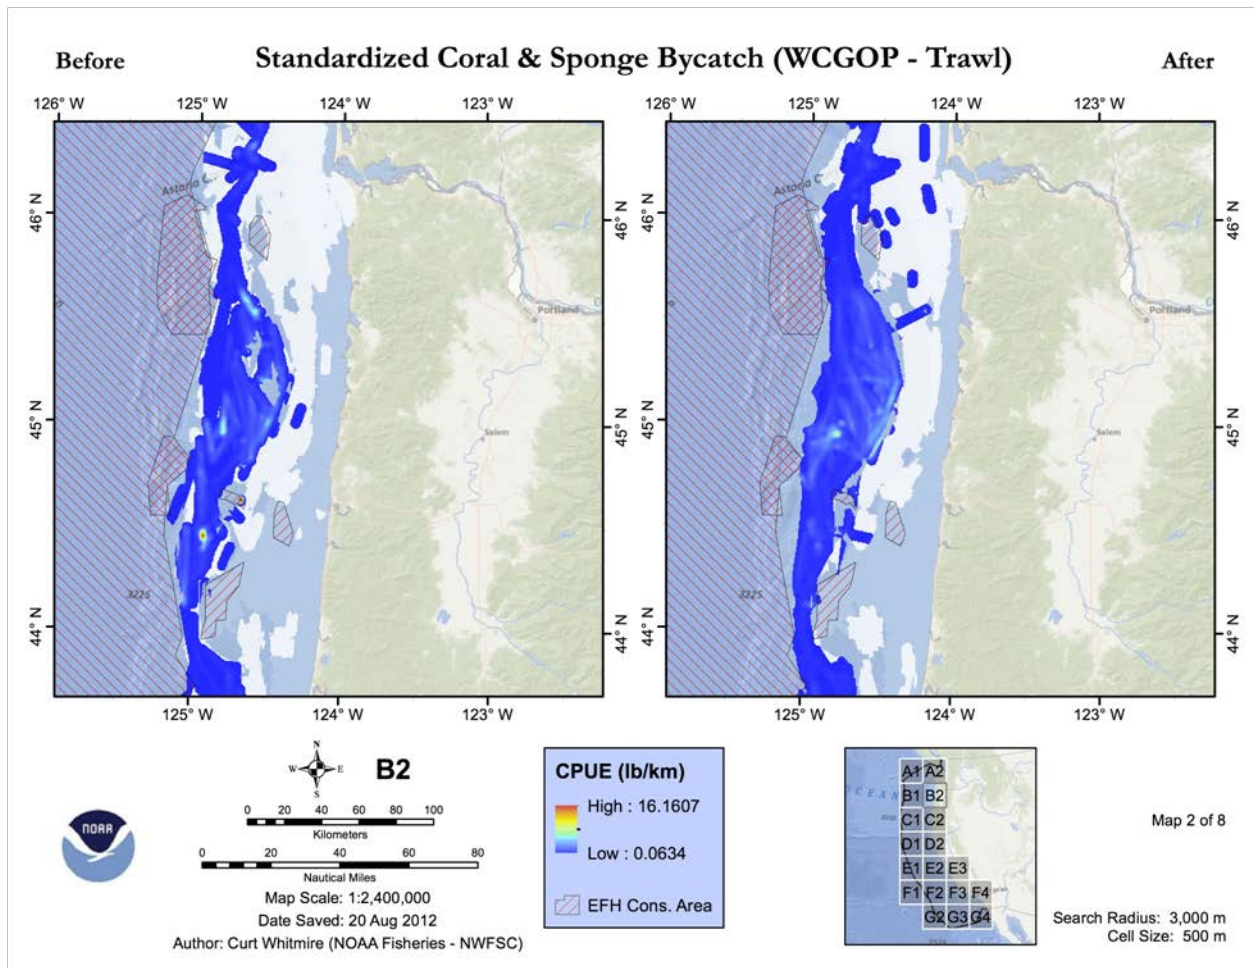 Before
Standardized Coral & Sponge Bycatch (WCGOP - Trawl)
After
126° W 125° W 124° W 123° W
126° W 125° W 124° W 123° W
Astoria C.
Astoria C
46° N
46° N
46° N
46° N
Portland
Portland
45° N
45° N
45° N
45° N
Salem
Salem
3225
3225
44° N
44° N
44° N
44° N
125° W 124° W 123° W
125° W 124° W 123° W
N
W E
S
B2
0 10 20 40 60 80 100
Kilometers
0 20 40 60 80
Nautical Miles
Map Scale: 1:2,400,000
Date Saved: 20 Aug 2012
Author: Curt Whitmire (NOAA Fisheries - NWFSC)
NOAA
CPUE (lb/km)
High : 16.1607
Low : 0.0634
EFH Cons. Area
A1 A2
OCEAN
B1 B2
C1 C2
D1 D2
E1 E2 E3
F1 F2 F3 F4
G2 G3 G4
Map 2 of 8
Search Radius: 3,000 m
Cell Size: 500 m